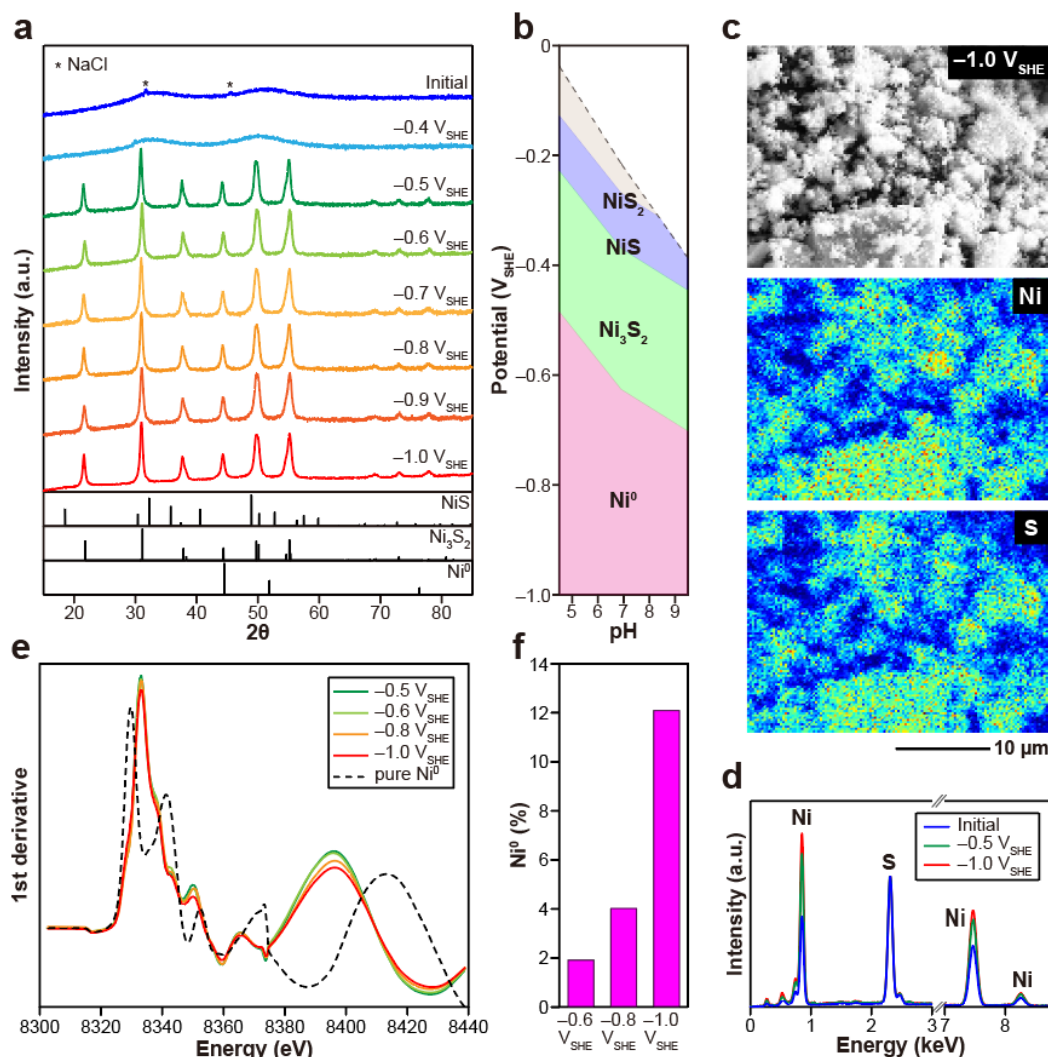 a
* NaCl
*
*
Initial
–0.4 VSHE
–0.5 VSHE
–0.6 VSHE
–0.7 VSHE
–0.8 VSHE
–0.9 VSHE
–1.0 VSHE
NiS
Ni3S2
Ni0
20 30 40 50 60 70 80
2θ
Intensity (a.u.)
b
0
–0.2
–0.4
–0.6
–0.8
–1.0
Potential (VSHE)
NiS2
NiS
Ni3S2
Ni0
5 6 7 8 9
pH
c
–1.0 VSHE
Ni
S
10 µm
e
–0.5 VSHE
–0.6 VSHE
–0.8 VSHE
–1.0 VSHE
pure Ni0
1st derivative
8300 8320 8340 8360 8380 8400 8420 8440
Energy (eV)
f
14
12
10
8
6
4
2
0
Ni0 (%)
–0.6 –0.8 –1.0
VSHE VSHE VSHE
d
Ni
S
Ni
Ni
Initial
–0.5 VSHE
–1.0 VSHE
Intensity (a.u.)
0 1 2 3 7 8
Energy (keV)